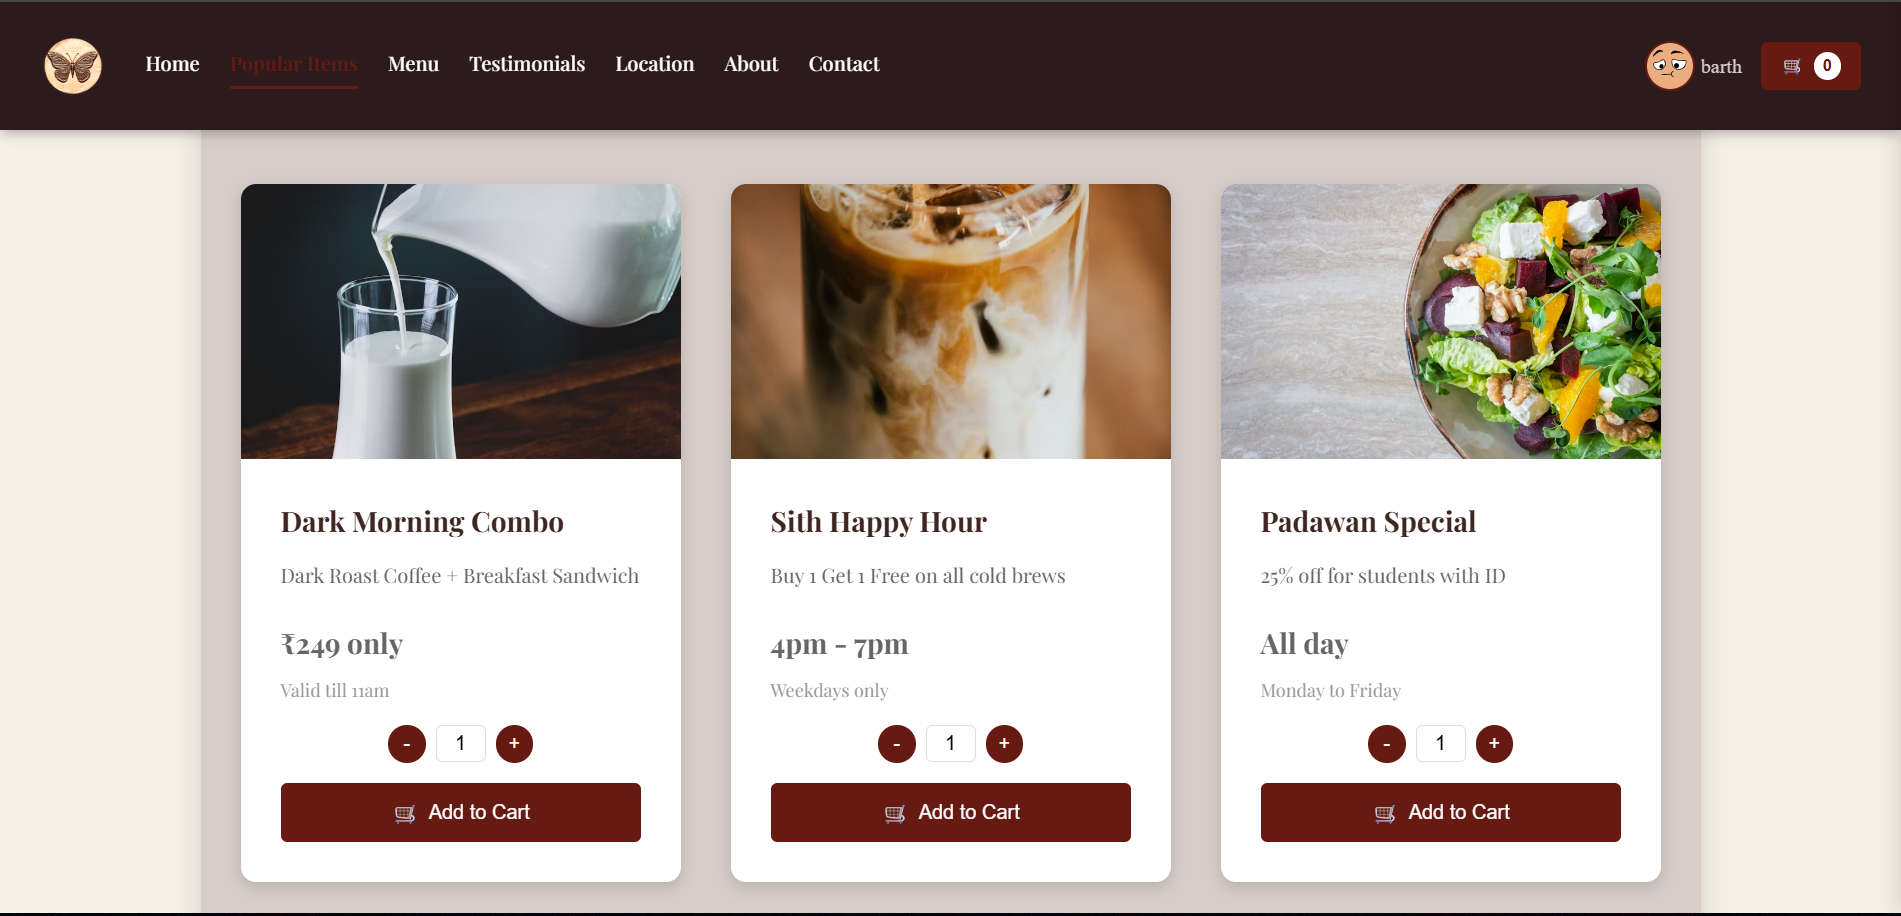 Home Popular Items Menu Testimonials Location About Contact barth 0
Dark Morning Combo
Dark Roast Coffee + Breakfast Sandwich
₹249 only
Valid till 11am
- 1 +
Add to Cart
Sith Happy Hour
Buy 1 Get 1 Free on all cold brews
4pm - 7pm
Weekdays only
- 1 +
Add to Cart
Padawan Special
25% off for students with ID
All day
Monday to Friday
- 1 +
Add to Cart